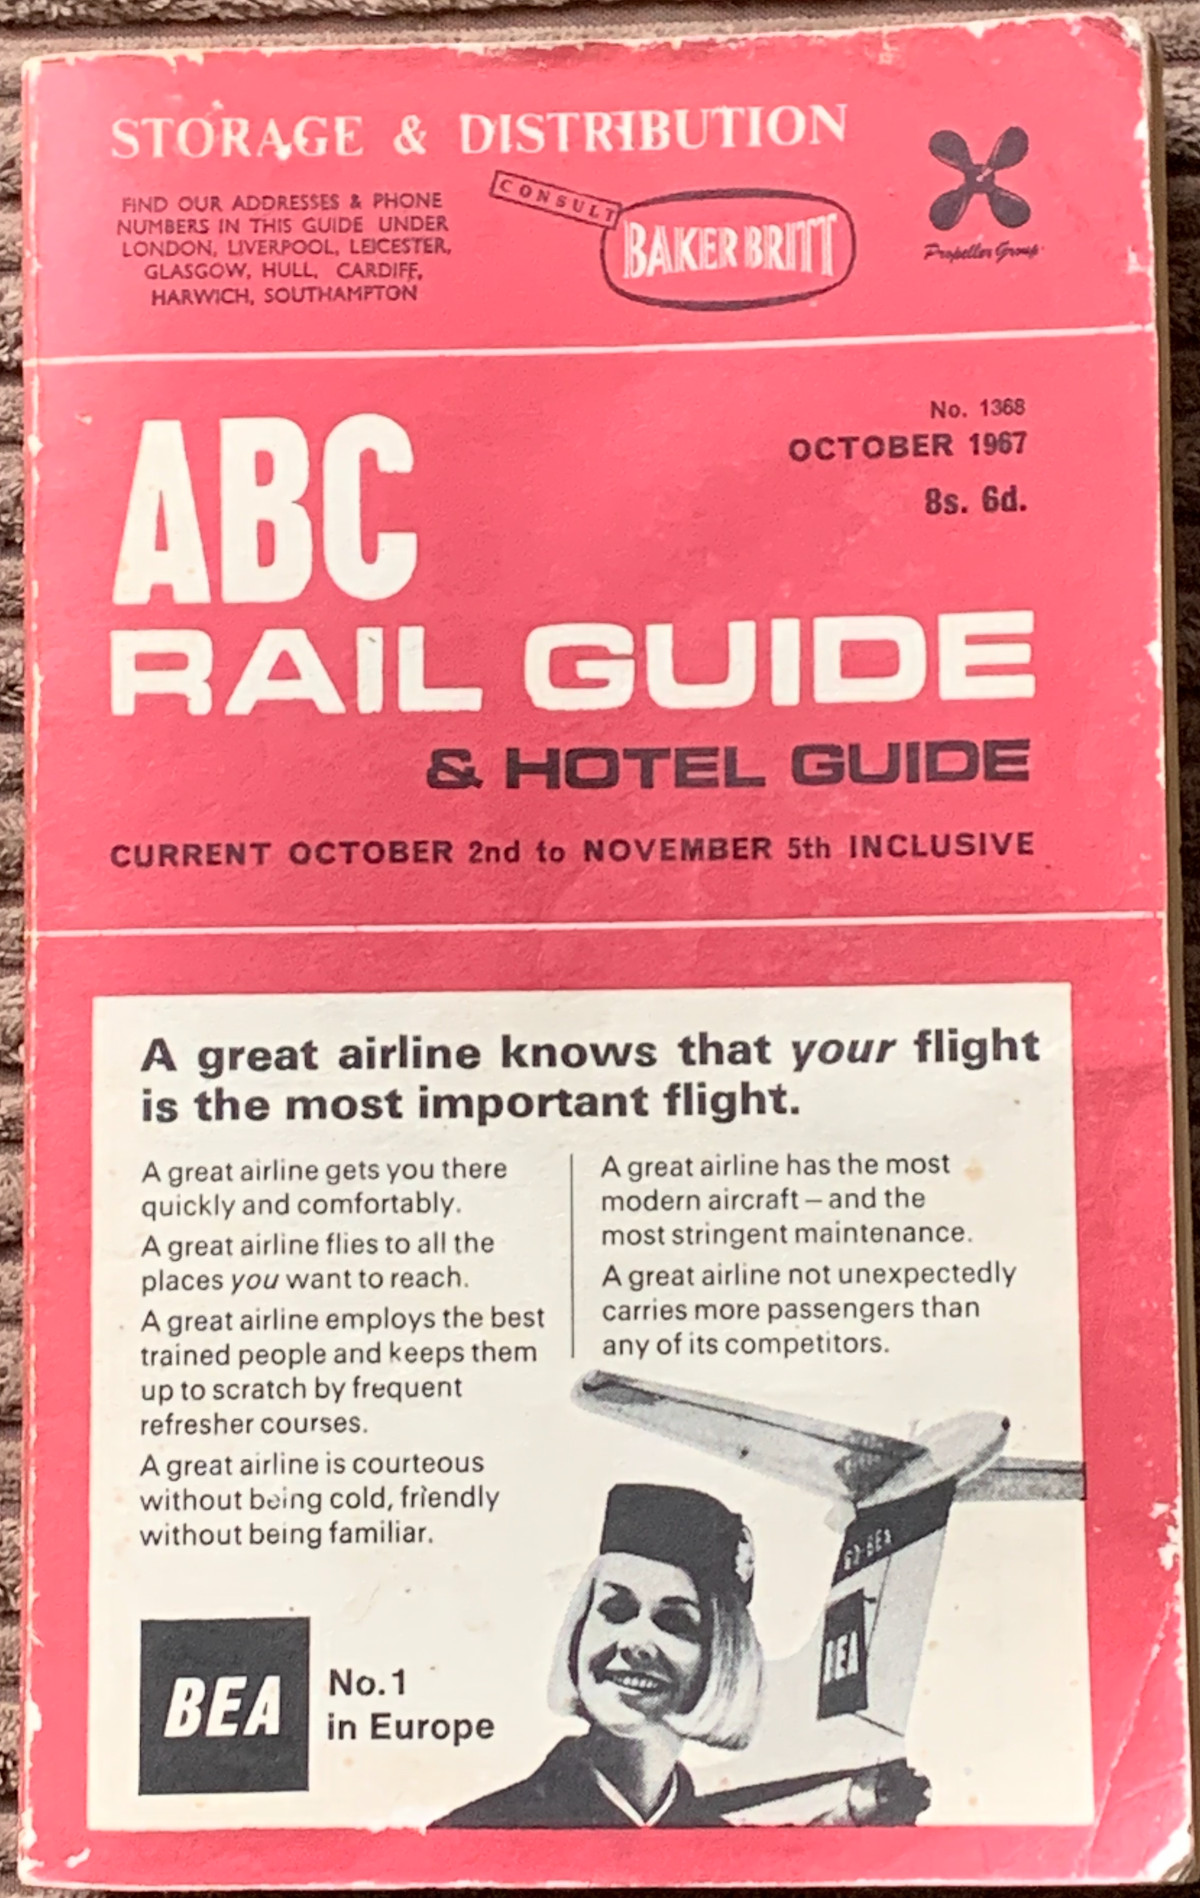 STORAGE & DISTRIBUTION
FIND OUR ADDRESSES & PHONE
NUMBERS IN THIS GUIDE UNDER
LONDON, LIVERPOOL, LEICESTER,
GLASGOW, HULL, CARDIFF,
HARWICH, SOUTHAMPTON
CONSULT
BAKER BRITT
Propeller Group
No. 1368
OCTOBER 1967
8s. 6d.
ABC
RAIL GUIDE
& HOTEL GUIDE
CURRENT OCTOBER 2nd to NOVEMBER 5th INCLUSIVE
A great airline knows that your flight
is the most important flight.
A great airline gets you there
quickly and comfortably.
A great airline flies to all the
places you want to reach.
A great airline employs the best
trained people and keeps them
up to scratch by frequent
refresher courses.
A great airline is courteous
without being cold, friendly
without being familiar.
A great airline has the most
modern aircraft – and the
most stringent maintenance.
A great airline not unexpectedly
carries more passengers than
any of its competitors.
BEA
BEA
No.1
in Europe